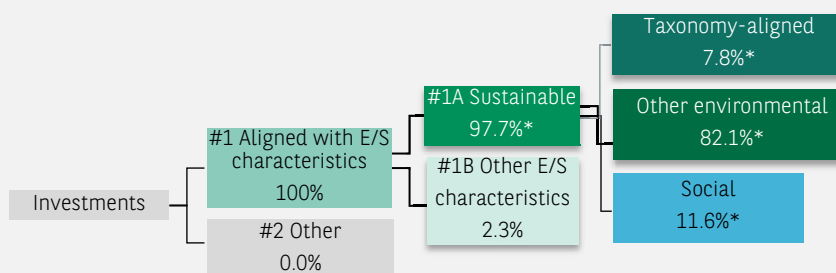 Investments
#1 Aligned with E/S
characteristics
100%
#2 Other
0.0%
#1A Sustainable
97.7%*
#1B Other E/S
characteristics
2.3%
Taxonomy-aligned
7.8%*
Other environmental
82.1%*
Social
11.6%*